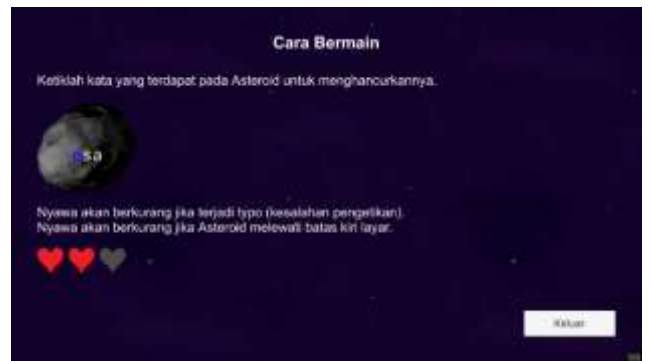 Cara Bermain
Ketiklah kata yang terdapat pada Asteroid untuk menghancurkannya.
asa
Nyawa akan berkurang jika terjadi typo (kesalahan pengetikan).
Nyawa akan berkurang jika Asteroid melewati batas kiri layar.
Keluar